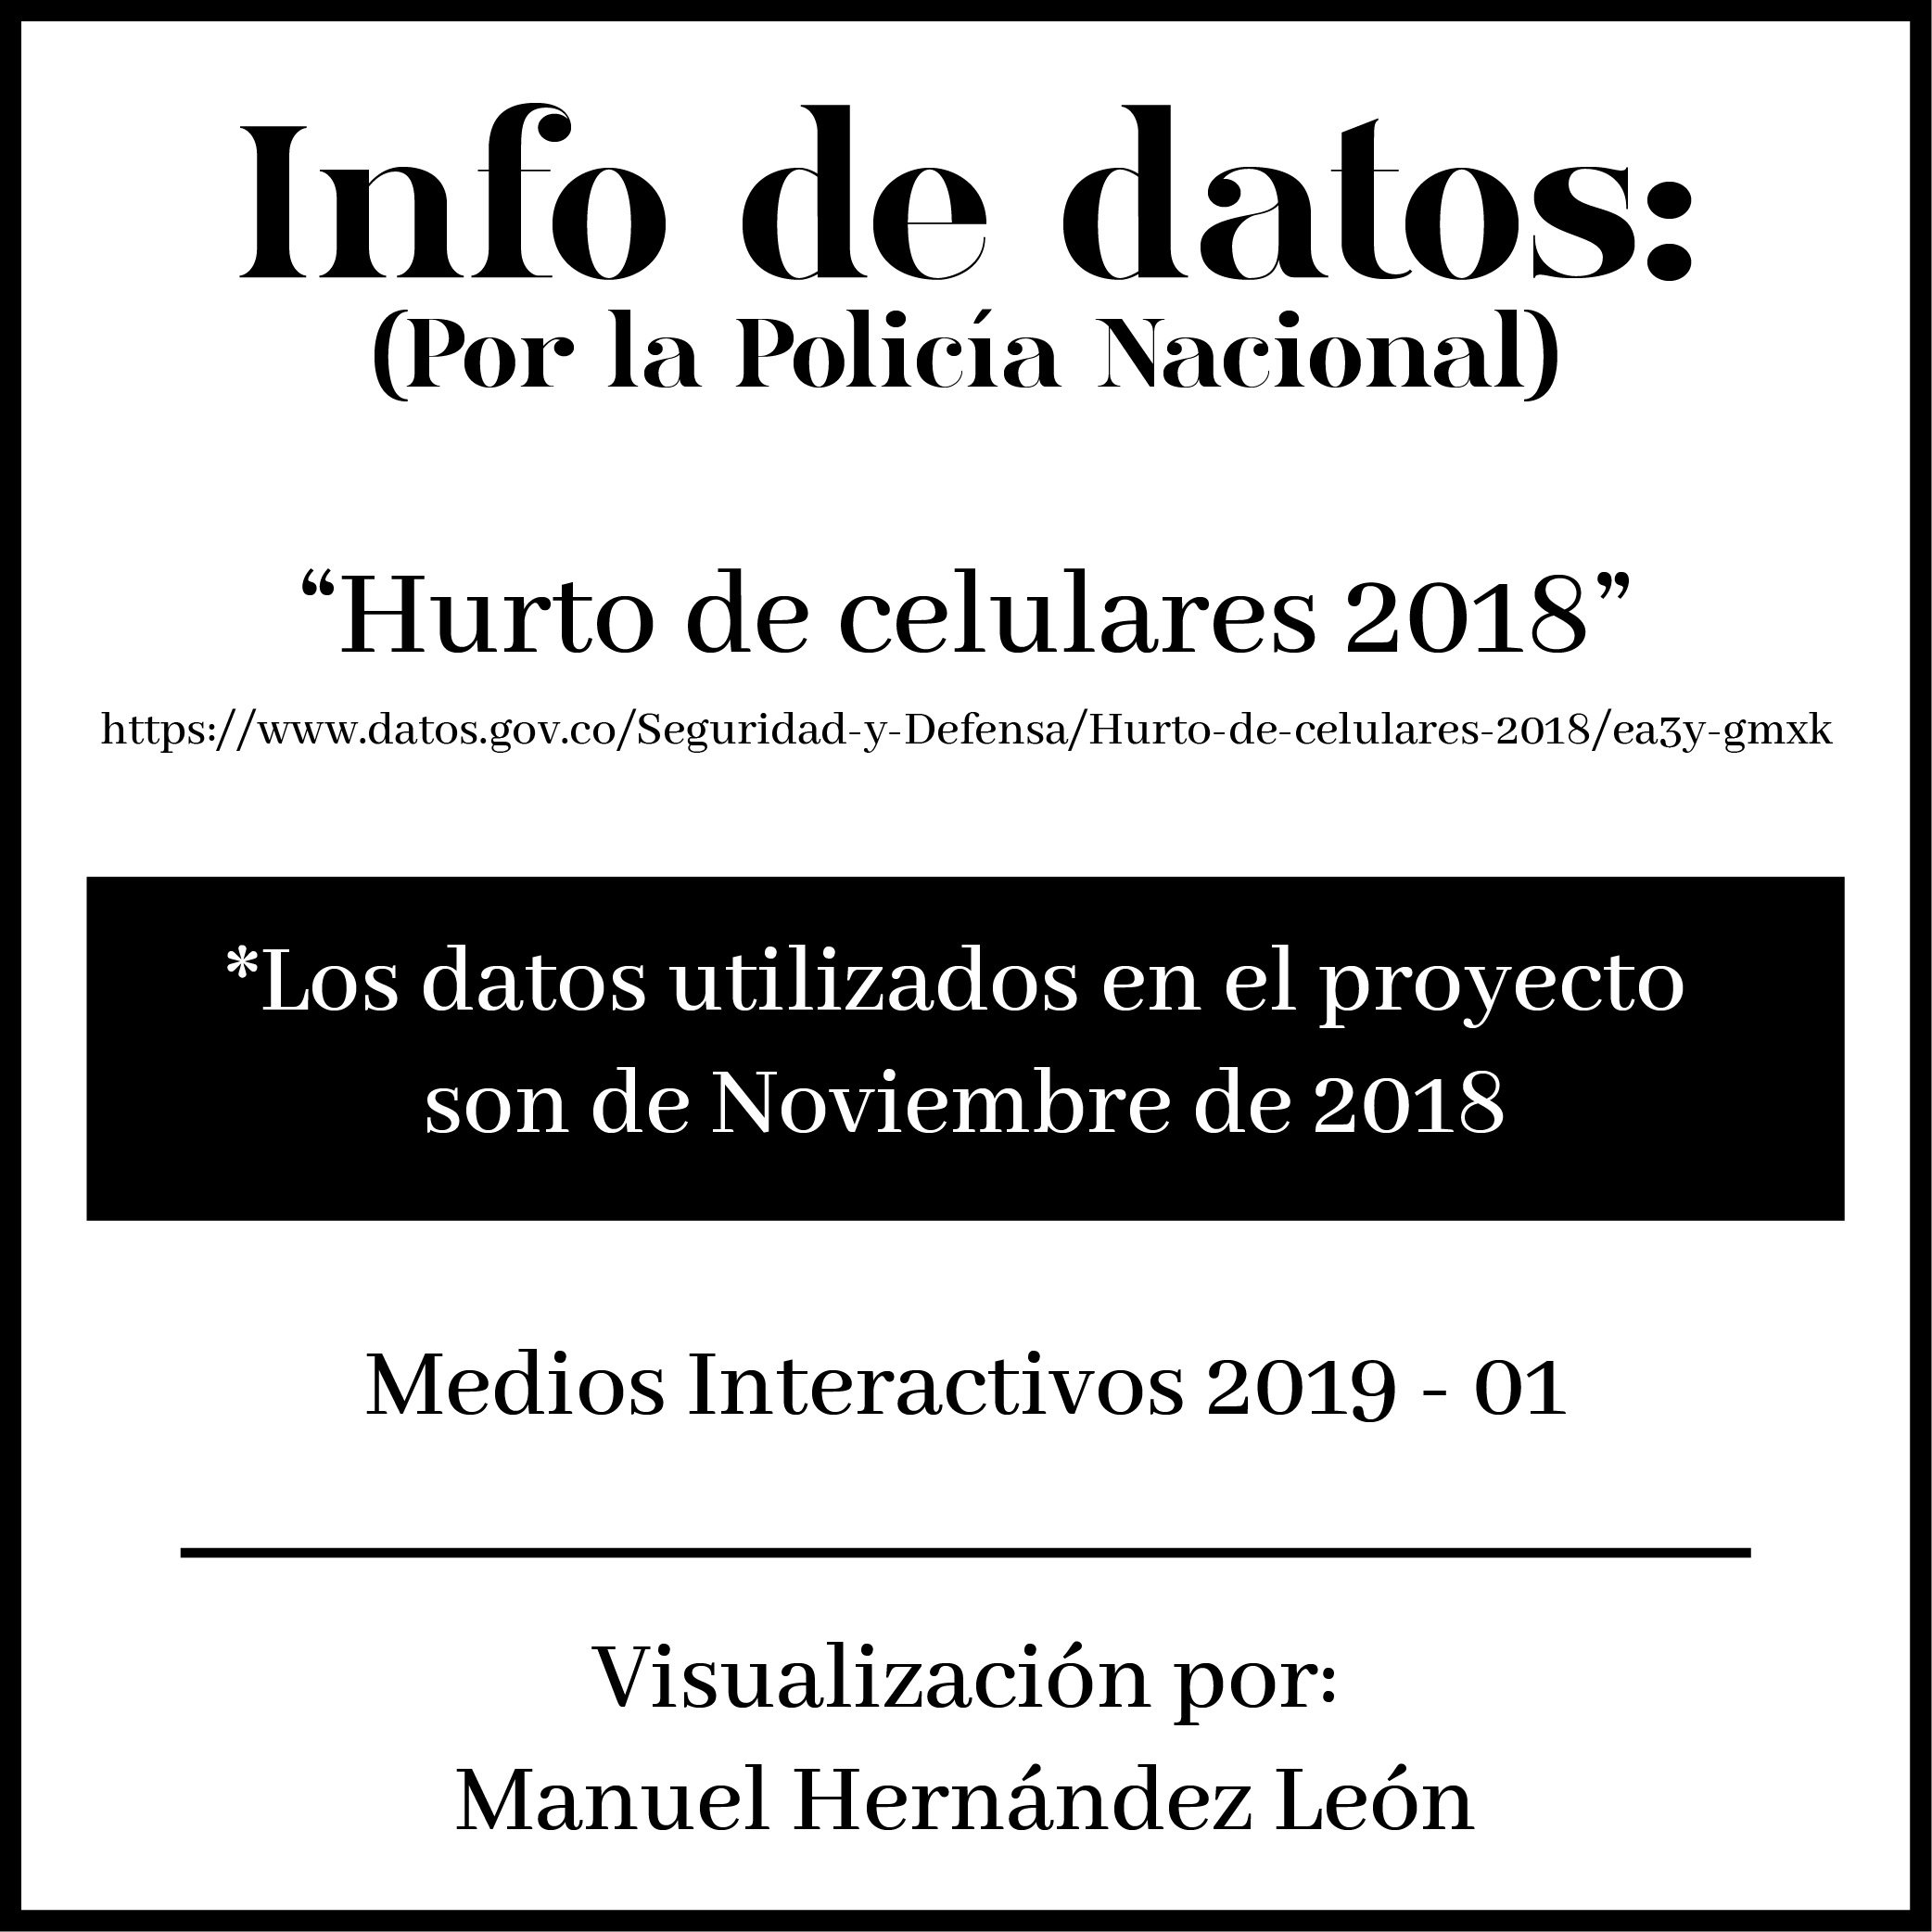 Info de datos:
(Por la Policía Nacional)
“Hurto de celulares 2018”
https://www.datos.gov.co/Seguridad-y-Defensa/Hurto-de-celulares-2018/ea3y-gmxk
*Los datos utilizados en el proyecto
son de Noviembre de 2018
Medios Interactivos 2019 - 01
Visualización por:
Manuel Hernández León